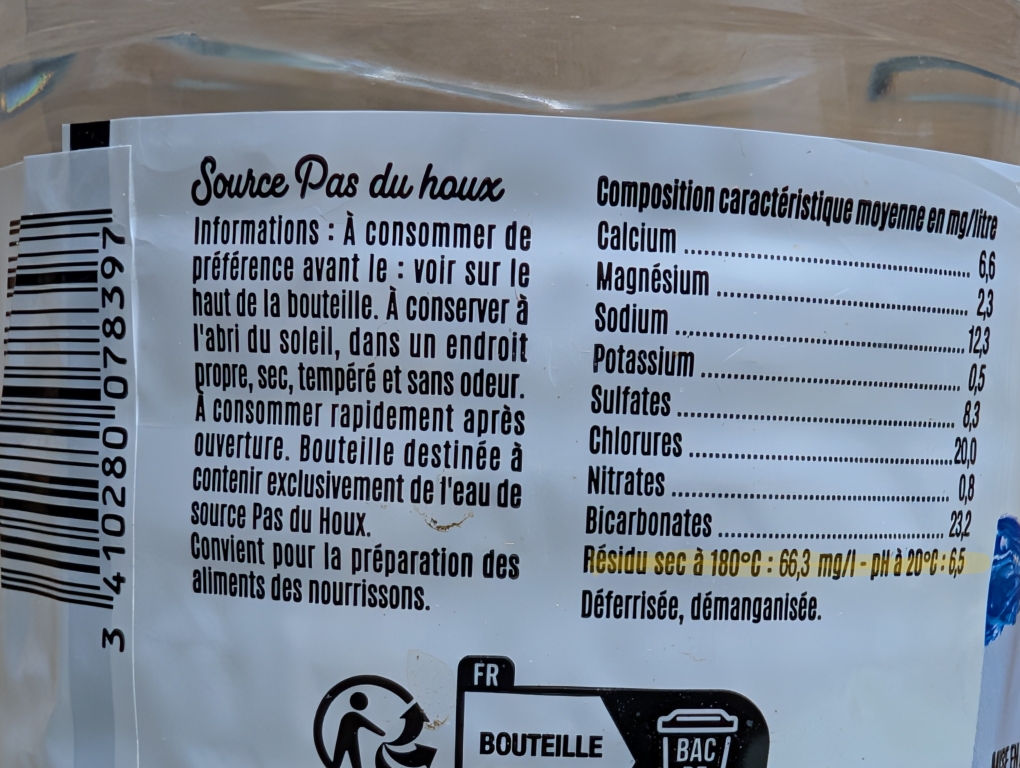 Source Pas du houx
Informations : À consommer de
préférence avant le : voir sur le
haut de la bouteille. À conserver à
l'abri du soleil, dans un endroit
propre, sec, tempéré et sans odeur.
À consommer rapidement après
ouverture. Bouteille destinée à
contenir exclusivement de l'eau de
source Pas du Houx.
Convient pour la préparation des
aliments des nourrissons.
Composition caractéristique moyenne en mg/litre
Calcium ........ 6,6
Magnésium ........ 2,3
Sodium ........ 12,3
Potassium ........ 0,5
Sulfates ........ 8,3
Chlorures ........ 20,0
Nitrates ........ 0,8
Bicarbonates ........ 23,2
Résidu sec à 180°C : 66,3 mg/l - pH à 20°C : 6,5
Déferrisée, démanganisée.
3 410280 078397
FR
BOUTEILLE
BAC